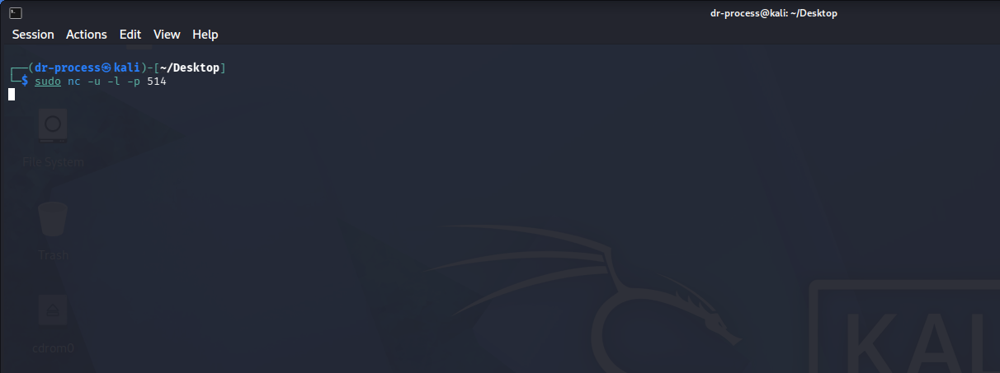 dr-process@kali: ~/Desktop
Session Actions Edit View Help
┌──(dr-process㉿kali)-[~/Desktop]
└─$ sudo nc -u -l -p 514
File System
Trash
cdrom0
KALI